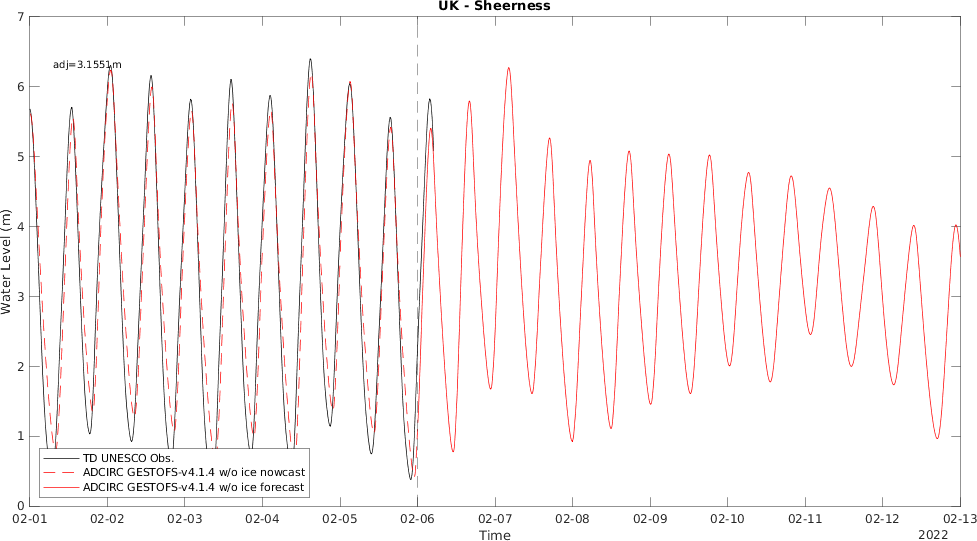 UK - Sheerness
7
6
5
4
3
2
1
0
Water Level (m)
adj=3.1551m
TD UNESCO Obs.
ADCIRC GESTOFS-v4.1.4 w/o ice nowcast
ADCIRC GESTOFS-v4.1.4 w/o ice forecast
02-01 02-02 02-03 02-04 02-05 02-06 02-07 02-08 02-09 02-10 02-11 02-12 02-13
Time
2022